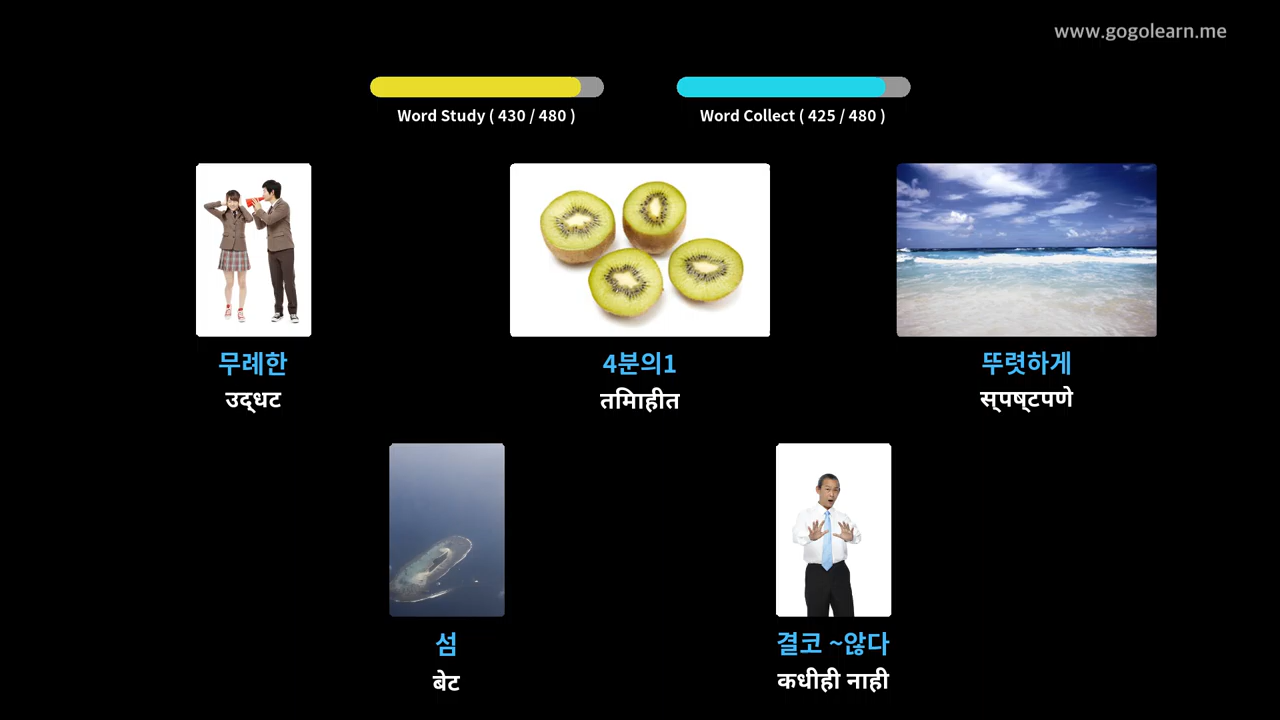 www.gogolearn.me
Word Study ( 430 / 480 )
Word Collect ( 425 / 480 )
무례한
उद्धट
4분의1
तिमाहीत
뚜렷하게
स्पष्टपणे
섬
बेट
결코 ~않다
कधीही नाही